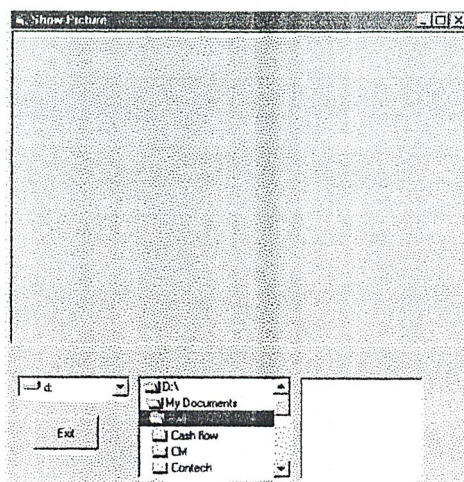 Show Picture
d:
D:\
My Documents
Exit
Cash flow
CM
Contech